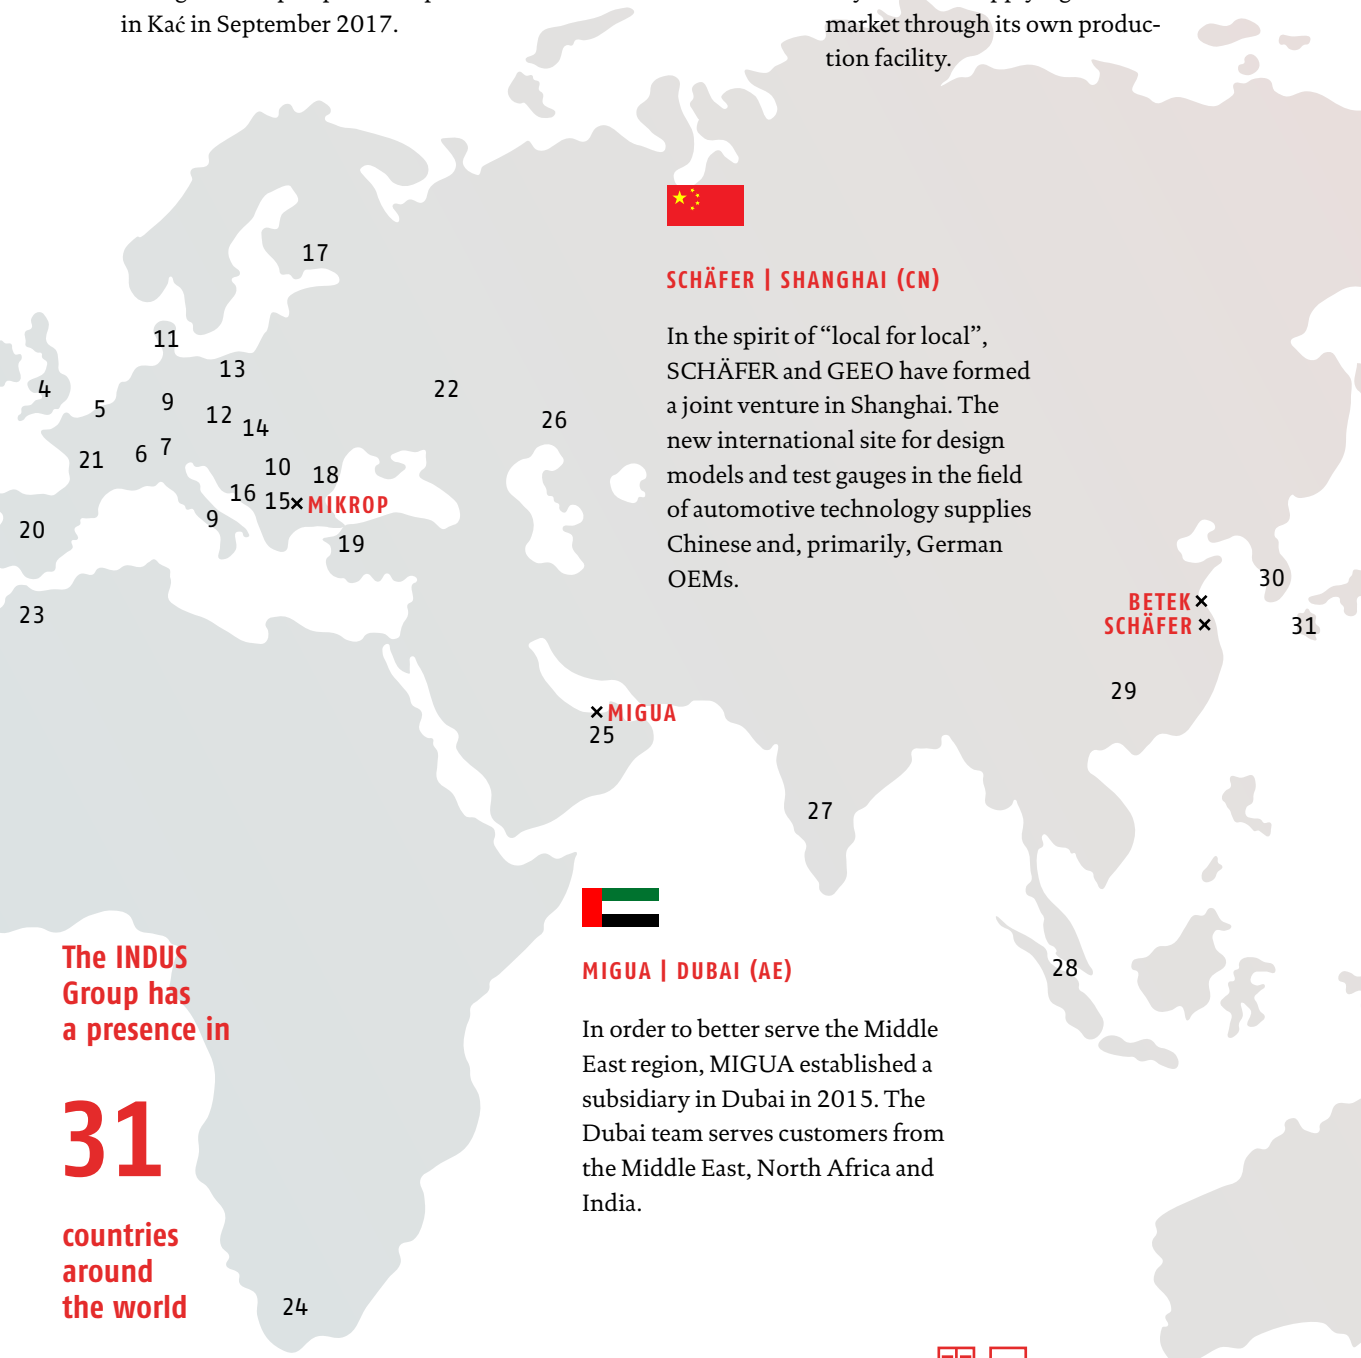 in Kać in September 2017.
market through its own produc-
tion facility.
SCHÄFER | SHANGHAI (CN)
In the spirit of “local for local”,
SCHÄFER and GEEO have formed
a joint venture in Shanghai. The
new international site for design
models and test gauges in the field
of automotive technology supplies
Chinese and, primarily, German
OEMs.
17
11
13
4
5
9
12
14
22
26
21
6
7
10
18
16
15 × MIKROP
9
20
19
23
30
BETEK ×
SCHÄFER ×
31
29
× MIGUA
25
27
28
24
MIGUA | DUBAI (AE)
In order to better serve the Middle
East region, MIGUA established a
subsidiary in Dubai in 2015. The
Dubai team serves customers from
the Middle East, North Africa and
India.
The INDUS
Group has
a presence in
31
countries
around
the world